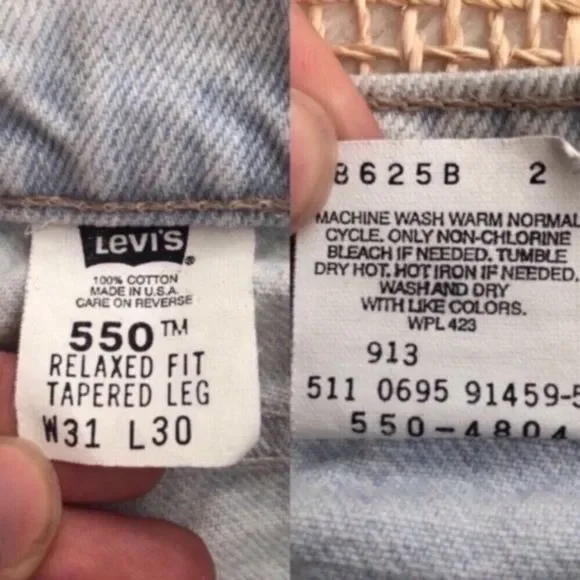 Levi's
®
100% COTTON
MADE IN U.S.A.
CARE ON REVERSE
550™
RELAXED FIT
TAPERED LEG
W31 L30
8625B 2
MACHINE WASH WARM NORMAL
CYCLE. ONLY NON-CHLORINE
BLEACH IF NEEDED. TUMBLE
DRY HOT. HOT IRON IF NEEDED.
WASH AND DRY
WITH LIKE COLORS.
WPL 423
913
511 0695 91459-5
550-4804